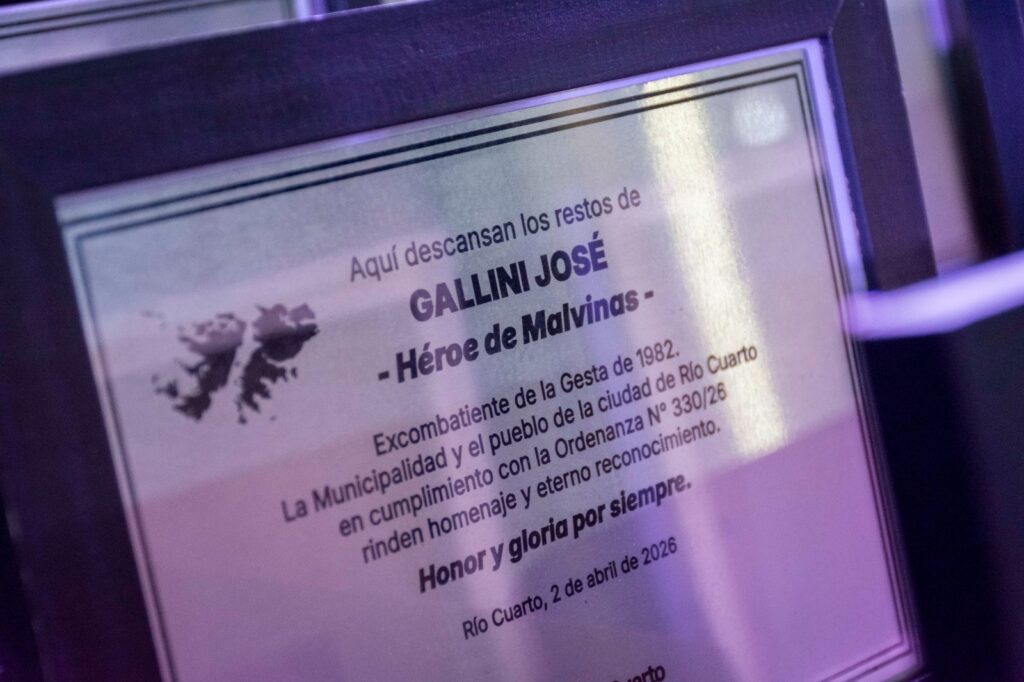 Aquí descansan los restos de
GALLINI JOSÉ
- Héroe de Malvinas -
Excombatiente de la Gesta de 1982.
La Municipalidad y el pueblo de la ciudad de Río Cuarto
en cumplimiento con la Ordenanza Nº 330/26
rinden homenaje y eterno reconocimiento.
Honor y gloria por siempre.
Río Cuarto, 2 de abril de 2026